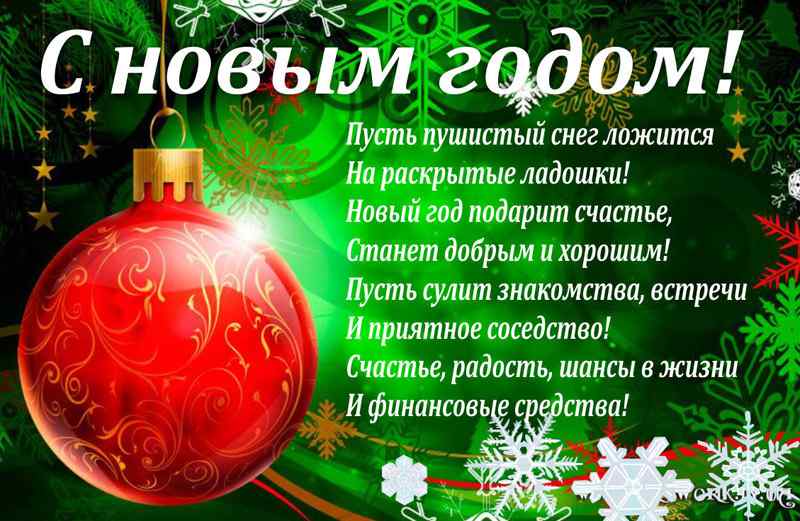 С новым годом!
Пусть пушистый снег ложится
На раскрытые ладошки!
Новый год подарит счастье,
Станет добрым и хорошим!
Пусть сулит знакомства, встречи
И приятное соседство!
Счастье, радость, шансы в жизни
И финансовые средства!